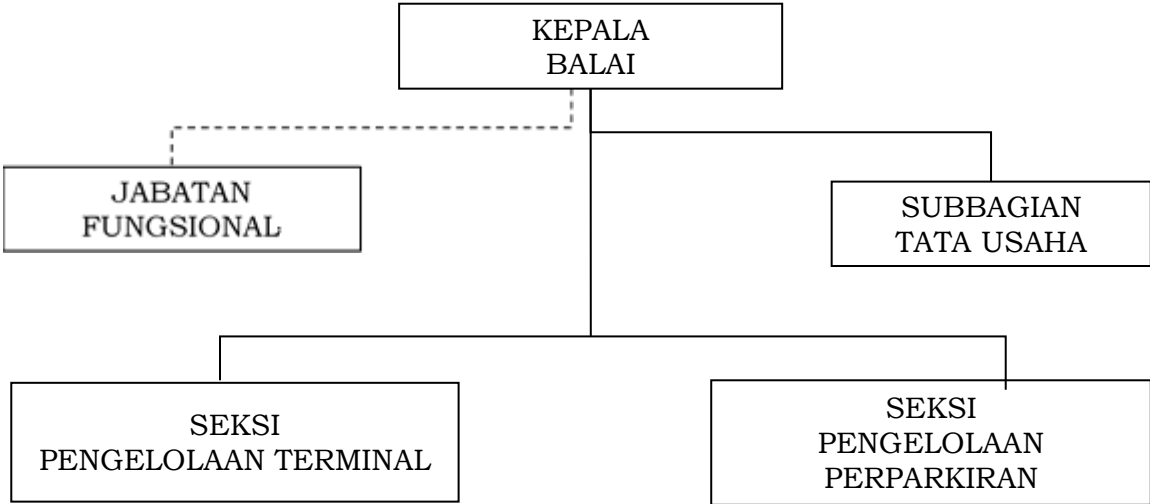 KEPALA
BALAI
JABATAN
FUNGSIONAL
SUBBAGIAN
TATA USAHA
SEKSI
PENGELOLAAN TERMINAL
SEKSI
PENGELOLAAN
PERPARKIRAN